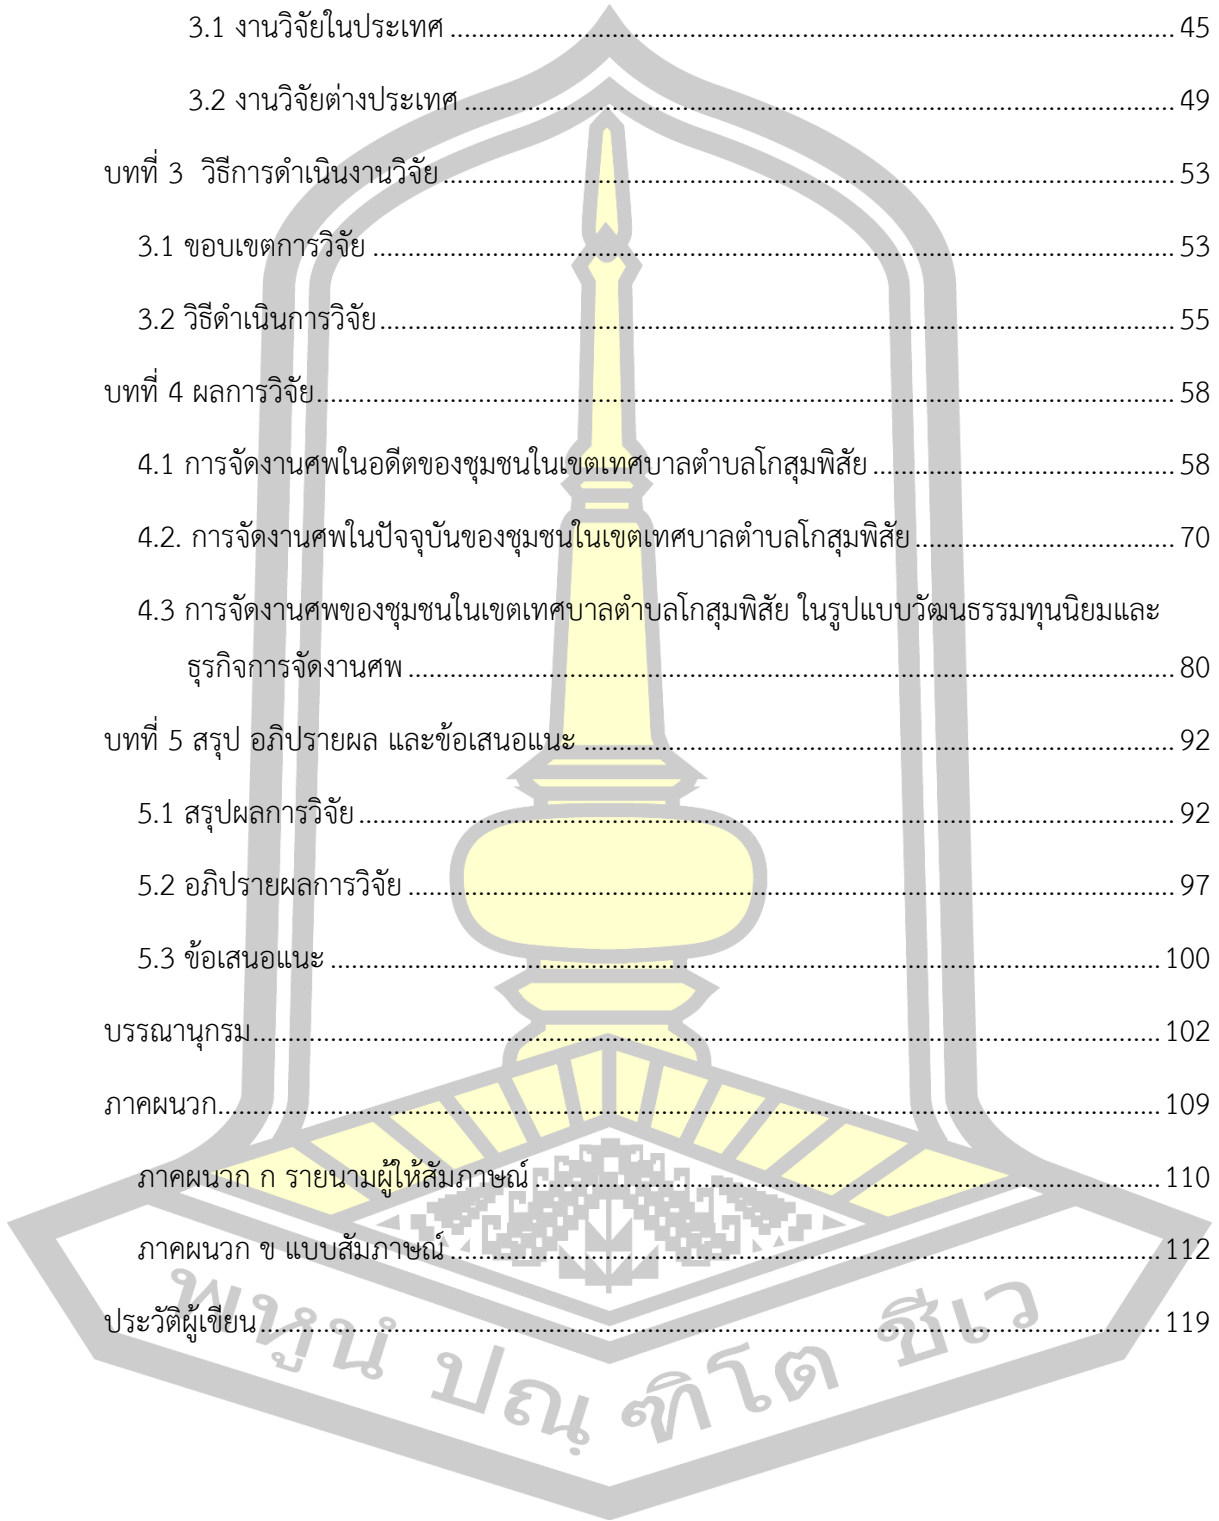 3.1 งานวิจัยในประเทศ ........ 45
3.2 งานวิจัยต่างประเทศ ........ 49
บทที่ 3  วิธีการดำเนินงานวิจัย ........ 53
3.1 ขอบเขตการวิจัย ........ 53
3.2 วิธีดำเนินการวิจัย ........ 55
บทที่ 4 ผลการวิจัย ........ 58
4.1 การจัดงานศพในอดีตของชุมชนในเขตเทศบาลตำบลโกสุมพิสัย ........ 58
4.2. การจัดงานศพในปัจจุบันของชุมชนในเขตเทศบาลตำบลโกสุมพิสัย ........ 70
4.3 การจัดงานศพของชุมชนในเขตเทศบาลตำบลโกสุมพิสัย ในรูปแบบวัฒนธรรมทุนนิยมและ
ธุรกิจการจัดงานศพ ........ 80
บทที่ 5 สรุป อภิปรายผล และข้อเสนอแนะ ........ 92
5.1 สรุปผลการวิจัย ........ 92
5.2 อภิปรายผลการวิจัย ........ 97
5.3 ข้อเสนอแนะ ........ 100
บรรณานุกรม ........ 102
ภาคผนวก ........ 109
ภาคผนวก ก รายนามผู้ให้สัมภาษณ์ ........ 110
ภาคผนวก ข แบบสัมภาษณ์ ........ 112
ประวัติผู้เขียน ........ 119
พหูนํ ปณฺฑิโต ชีเว